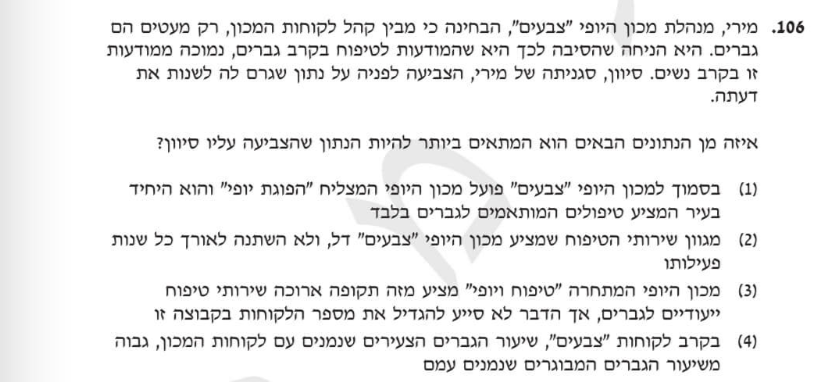 106. מירי, מנהלת מכון היופי "צבעים", הבחינה כי מבין קהל לקוחות המכון, רק מעטים הם
גברים. היא הניחה שהסיבה לכך היא שהמודעות לטיפוח בקרב גברים, נמוכה ממודעות
זו בקרב נשים. סיוון, סגניתה של מירי, הצביעה לפניה על נתון שגרם לה לשנות את
דעתה.
איזה מן הנתונים הבאים הוא המתאים ביותר להיות הנתון שהצביעה עליו סיוון?
(1) בסמוך למכון היופי "צבעים" פועל מכון היופי המצליח "הפוגת יופי" והוא היחיד
בעיר המציע טיפולים המותאמים לגברים בלבד
(2) מגוון שירותי הטיפוח שמציע מכון היופי "צבעים" דל, ולא השתנה לאורך כל שנות
פעילותו
(3) מכון היופי המתחרה "טיפוח ויופי" מציע מזה תקופה ארוכה שירותי טיפוח
ייעודיים לגברים, אך הדבר לא סייע להגדיל את מספר הלקוחות בקבוצה זו
(4) בקרב לקוחות "צבעים", שיעור הגברים הצעירים שנמנים עם לקוחות המכון, גבוה
משיעור הגברים המבוגרים שנמנים עמם